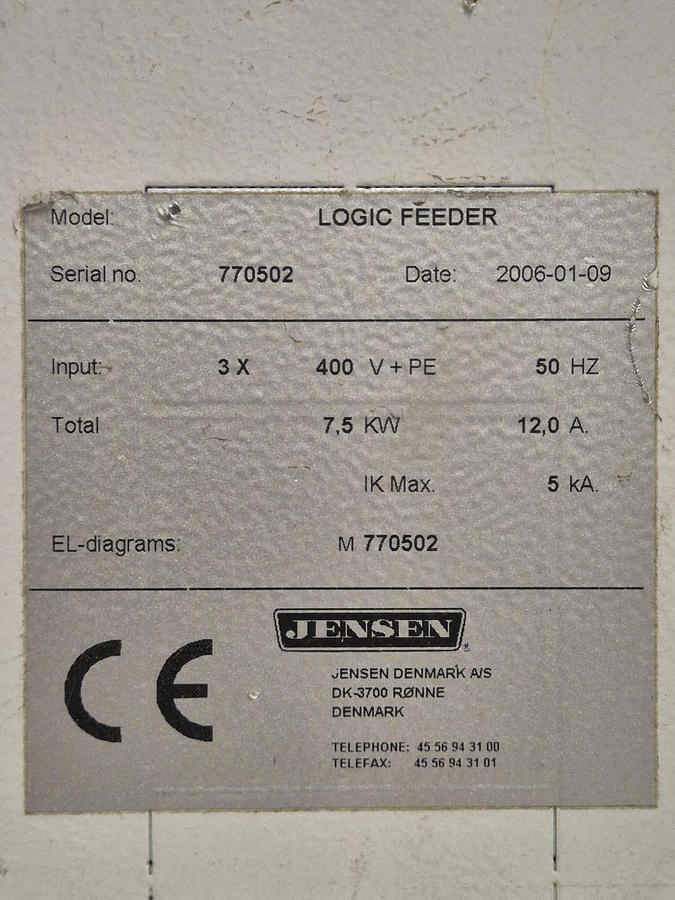 Model: LOGIC FEEDER
Serial no. 770502 Date: 2006-01-09
Input: 3 X 400 V + PE 50 HZ
Total 7,5 KW 12,0 A.
IK Max. 5 kA.
EL-diagrams: M 770502
CE
JENSEN
JENSEN DENMARK A/S
DK-3700 RØNNE
DENMARK
TELEPHONE: 45 56 94 31 00
TELEFAX: 45 56 94 31 01